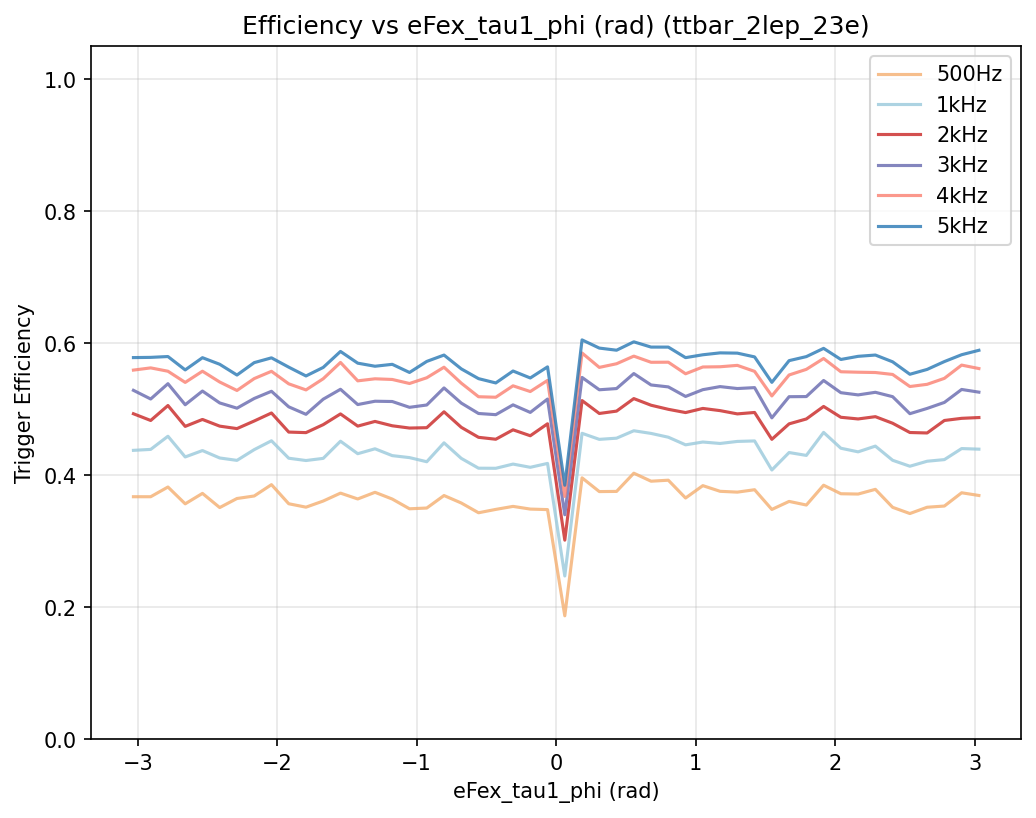 Efficiency vs eFex_tau1_phi (rad) (ttbar_2lep_23e)
500Hz
1kHz
2kHz
3kHz
4kHz
5kHz
Trigger Efficiency
1.0
0.8
0.6
0.4
0.2
0.0
−3
−2
−1
0
1
2
3
eFex_tau1_phi (rad)